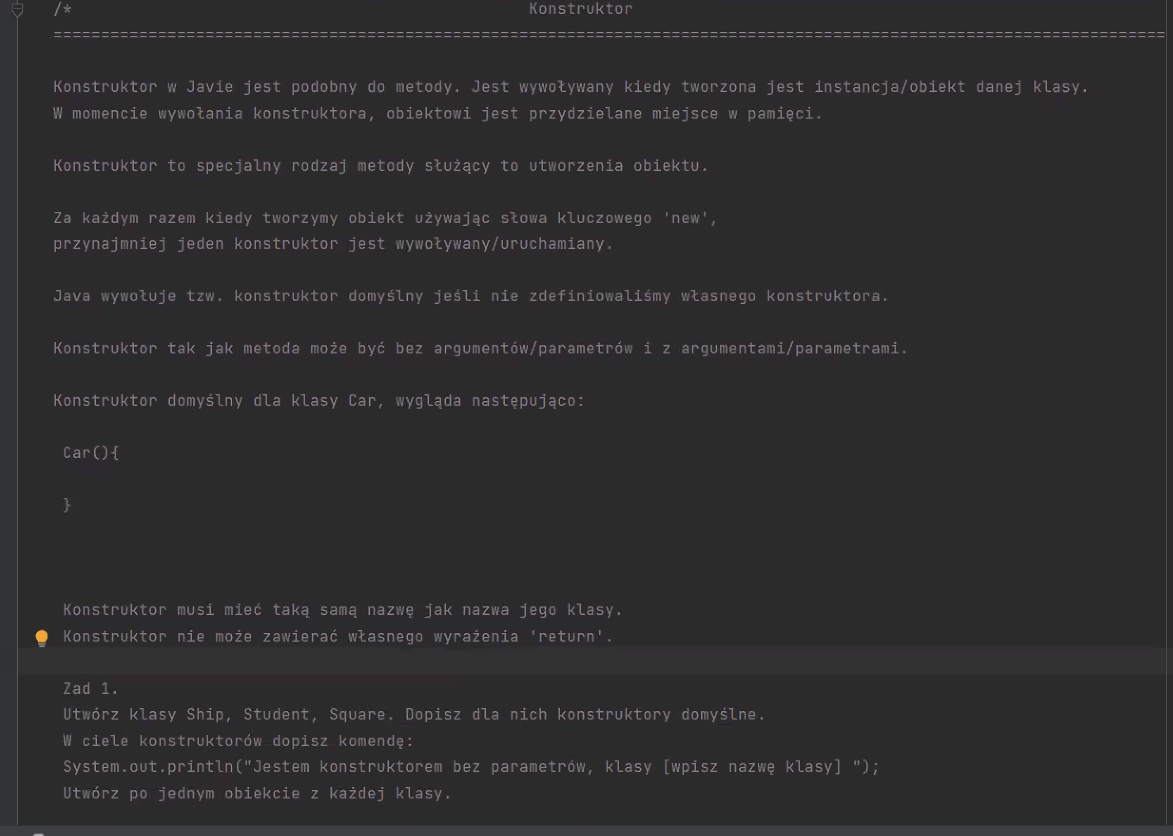 /* Konstruktor
=====================================================================================================================
Konstruktor w Javie jest podobny do metody. Jest wywoływany kiedy tworzona jest instancja/obiekt danej klasy.
W momencie wywołania konstruktora, obiektowi jest przydzielane miejsce w pamięci.
Konstruktor to specjalny rodzaj metody służący to utworzenia obiektu.
Za każdym razem kiedy tworzymy obiekt używając słowa kluczowego 'new',
przynajmniej jeden konstruktor jest wywoływany/uruchamiany.
Java wywołuje tzw. konstruktor domyślny jeśli nie zdefiniowaliśmy własnego konstruktora.
Konstruktor tak jak metoda może być bez argumentów/parametrów i z argumentami/parametrami.
Konstruktor domyślny dla klasy Car, wygląda następująco:
Car(){
}
Konstruktor musi mieć taką samą nazwę jak nazwa jego klasy.
Konstruktor nie może zawierać własnego wyrażenia 'return'.
Zad 1.
Utwórz klasy Ship, Student, Square. Dopisz dla nich konstruktory domyślne.
W ciele konstruktorów dopisz komendę:
System.out.println("Jestem konstruktorem bez parametrów, klasy [wpisz nazwę klasy] ");
Utwórz po jednym obiekcie z każdej klasy.